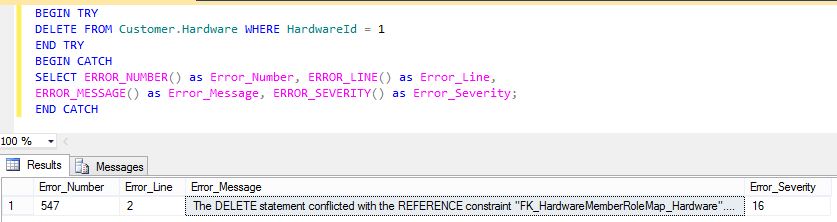 BEGIN TRY
DELETE FROM Customer.Hardware WHERE HardwareId = 1
END TRY
BEGIN CATCH
SELECT ERROR_NUMBER() as Error_Number, ERROR_LINE() as Error_Line,
ERROR_MESSAGE() as Error_Message, ERROR_SEVERITY() as Error_Severity;
END CATCH
100 %
Results Messages
Error_Number Error_Line Error_Message Error_Severity
1 547 2 The DELETE statement conflicted with the REFERENCE constraint "FK_HardwareMemberRoleMap_Hardware".... 16